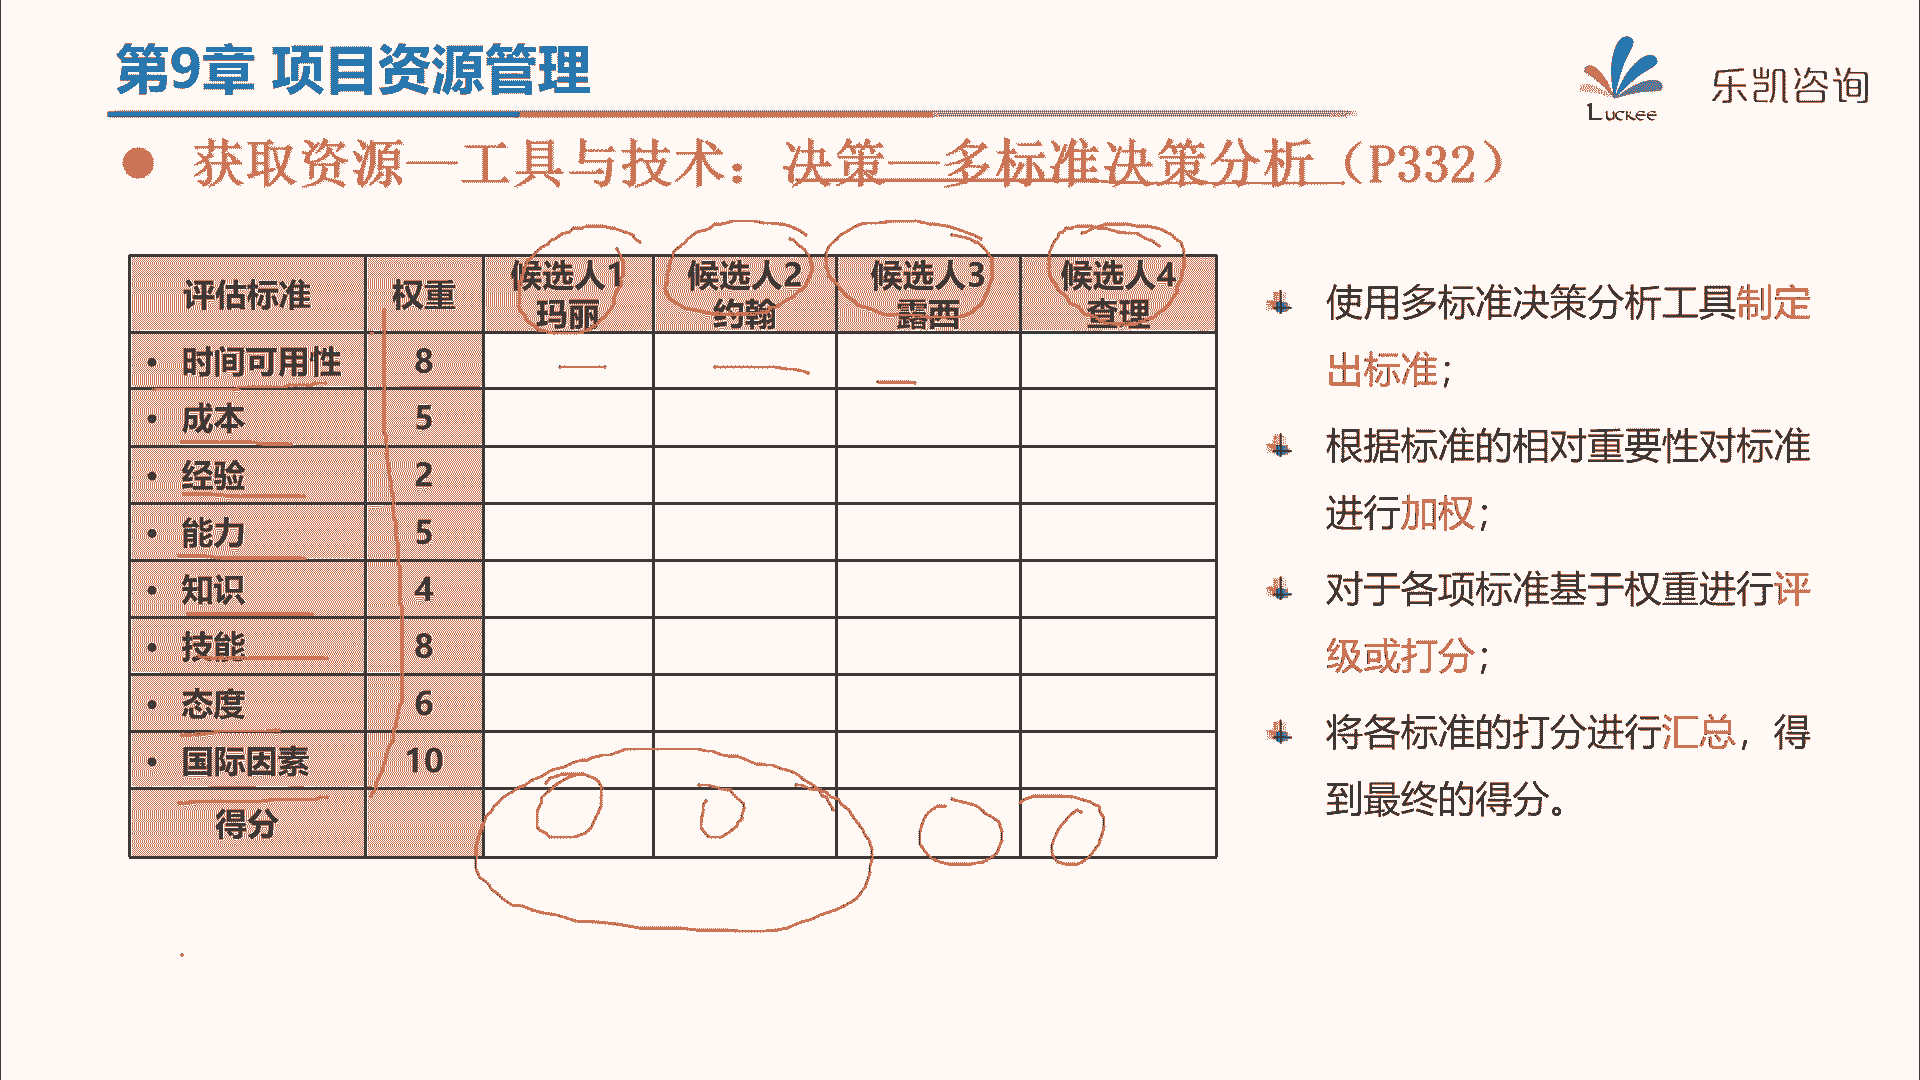 第9章 项目资源管理
Luckee
乐凯咨询
获取资源—工具与技术：决策—多标准决策分析（P332）
评估标准 权重 候选人1 玛丽 候选人2 约翰 候选人3 露西 候选人4 查理
• 时间可用性 8
• 成本 5
• 经验 2
• 能力 5
• 知识 4
• 技能 8
• 态度 6
• 国际因素 10
得分
使用多标准决策分析工具制定
出标准；
根据标准的相对重要性对标准
进行加权；
对于各项标准基于权重进行评
级或打分；
将各标准的打分进行汇总，得
到最终的得分。